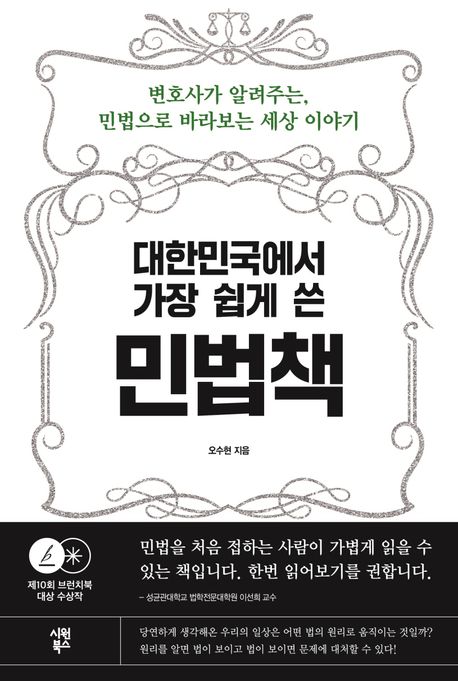 변호사가 알려주는,
민법으로 바라보는 세상 이야기
대한민국에서
가장 쉽게 쓴
민법책
오수현 지음
b
제10회 브런치북
대상 수상작
민법을 처음 접하는 사람이 가볍게 읽을 수
있는 책입니다. 한번 읽어보기를 권합니다.
– 성균관대학교 법학전문대학원 이선희 교수
시원
북스
당연하게 생각해온 우리의 일상은 어떤 법의 원리로 움직이는 것일까?
원리를 알면 법이 보이고 법이 보이면 문제에 대처할 수 있다!